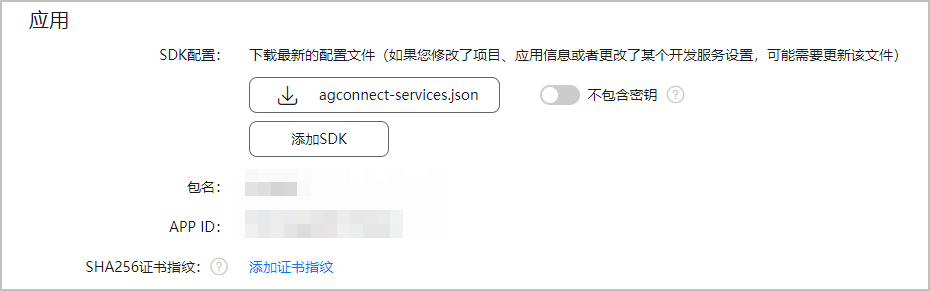 应用
SDK配置： 下载最新的配置文件（如果您修改了项目、应用信息或者更改了某个开发服务设置，可能需要更新该文件）
agconnect-services.json 不包含密钥 ?
添加SDK
包名：
APP ID：
SHA256证书指纹： ? 添加证书指纹